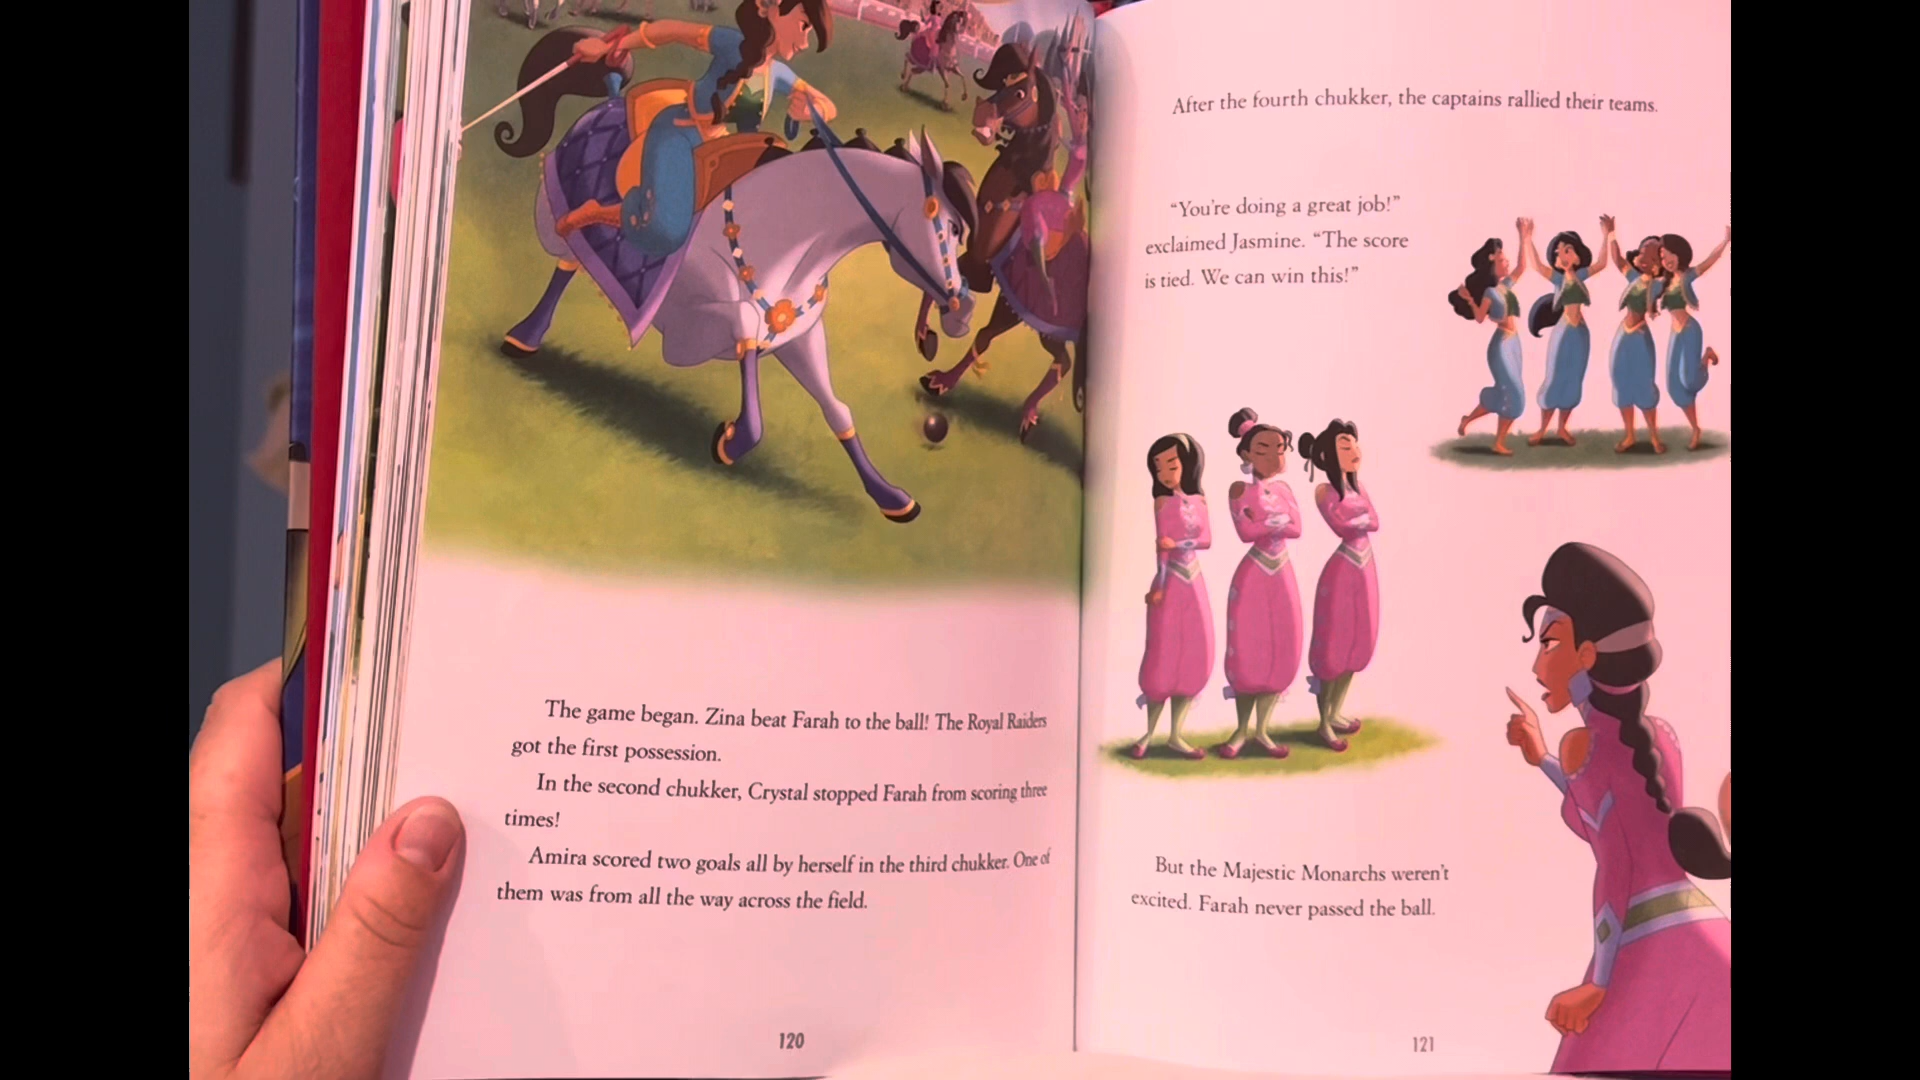 The game began. Zina beat Farah to the ball! The Royal Raiders
got the first possession.
In the second chukker, Crystal stopped Farah from scoring three
times!
Amira scored two goals all by herself in the third chukker. One of
them was from all the way across the field.
120
After the fourth chukker, the captains rallied their teams.
“You’re doing a great job!”
exclaimed Jasmine. “The score
is tied. We can win this!”
But the Majestic Monarchs weren’t
excited. Farah never passed the ball.
121